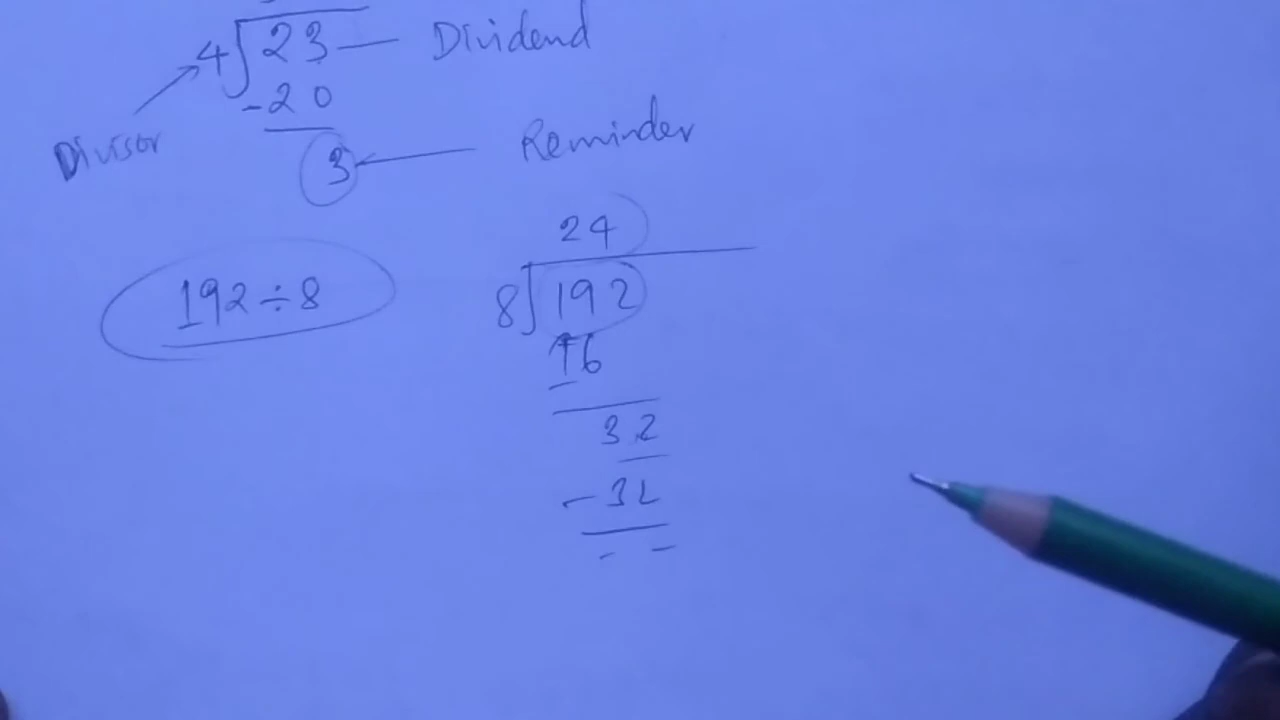 4 23 — Dividend
-20
Divisor
3 Reminder
24
192÷8
8 192
16
32
-32
- -